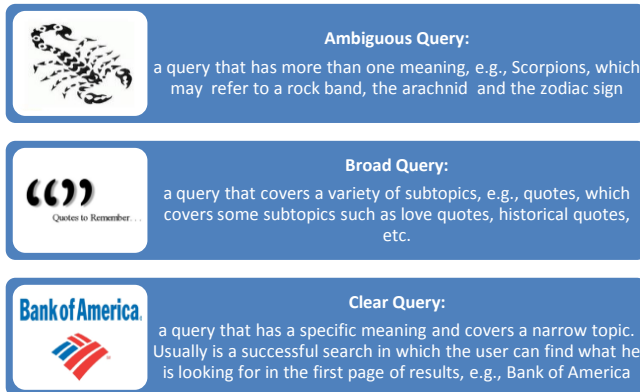 Ambiguous Query:
a query that has more than one meaning, e.g., Scorpions, which
may refer to a rock band, the arachnid and the zodiac sign
“”
Quotes to Remember. . .
Broad Query:
a query that covers a variety of subtopics, e.g., quotes, which
covers some subtopics such as love quotes, historical quotes,
etc.
Bank of America.
Clear Query:
a query that has a specific meaning and covers a narrow topic.
Usually is a successful search in which the user can find what he
is looking for in the first page of results, e.g., Bank of America